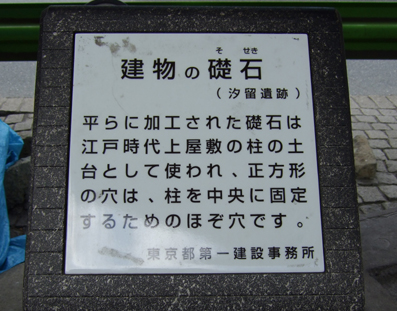 建物の礎石
そ せき
（汐留遺跡）
平らに加工された礎石は
江戸時代上屋敷の柱の土
台として使われ、正方形
の穴は、柱を中央に固定
するためのほぞ穴です。
東京都第一建設事務所